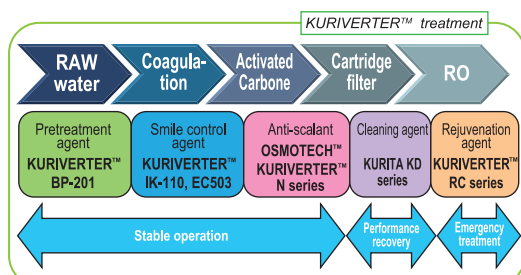 KURIVERTER™ treatment
RAW
water
Coagula-
tion
Activated
Carbone
Cartridge
filter
RO
Pretreatment
agent
KURIVERTER™
BP-201
Smile control
agent
KURIVERTER™
IK-110, EC503
Anti-scalant
OSMOTECH™
KURIVERTER™
N series
Cleaning agent
KURITA KD
series
Rejuvenation
agent
KURIVERTER™
RC series
Stable operation
Performance
recovery
Emergency
treatment